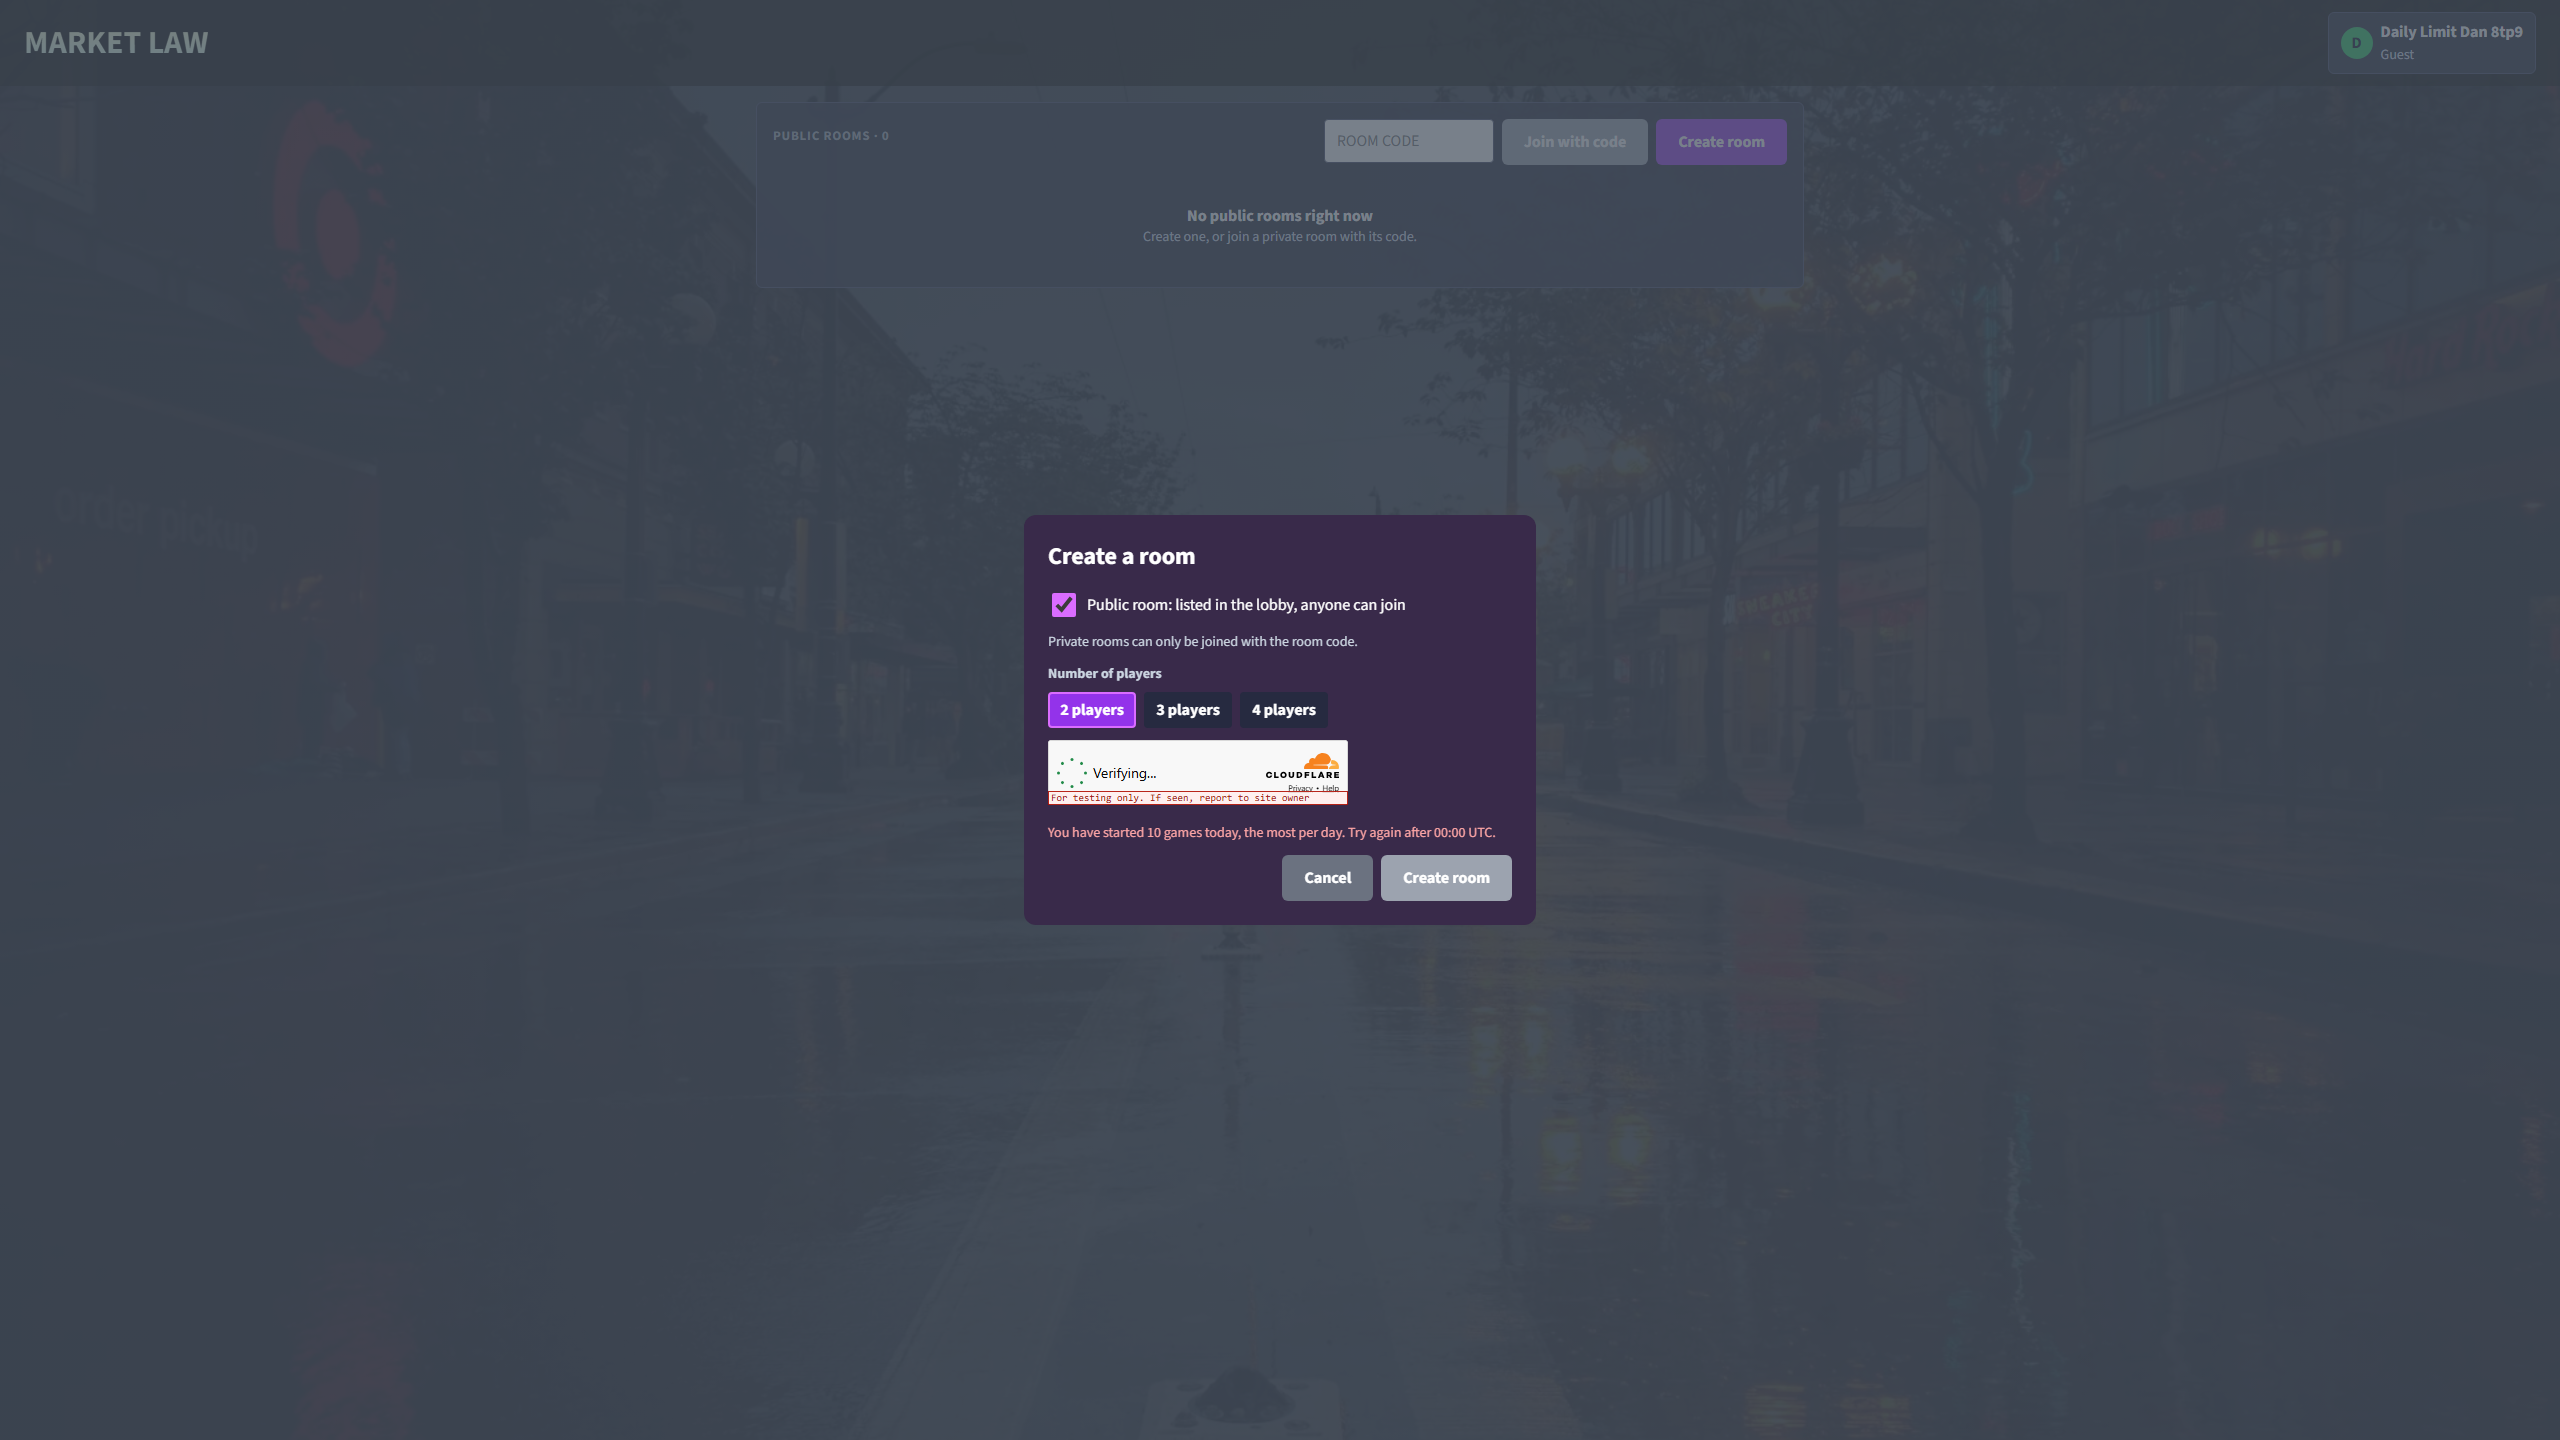 MARKET LAW
D
Daily Limit Dan 8tp9
Guest
PUBLIC ROOMS · 0
ROOM CODE
Join with code
Create room
No public rooms right now
Create one, or join a private room with its code.
order pickup
SNEAKER
CITY
Create a room
Public room: listed in the lobby, anyone can join
Private rooms can only be joined with the room code.
Number of players
2 players
3 players
4 players
Verifying...
CLOUDFLARE
Privacy • Help
For testing only. If seen, report to site owner
You have started 10 games today, the most per day. Try again after 00:00 UTC.
Cancel
Create room